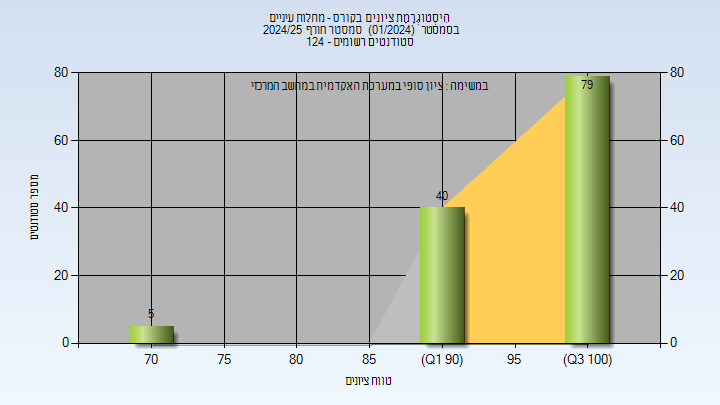 היסטוגרמת ציונים בקורס - מחלות עיניים
בסמסטר (01/2024) סמסטר חורף 2024/25
סטודנטים רשומים - 124
במשימה : ציון סופי במערכת האקדמית במחשב המרכזי
80
60
40
20
0
80
60
40
20
0
5
40
79
מספר סטודנטים
70
75
80
85
(Q1 90)
95
(Q3 100)
טווח ציונים